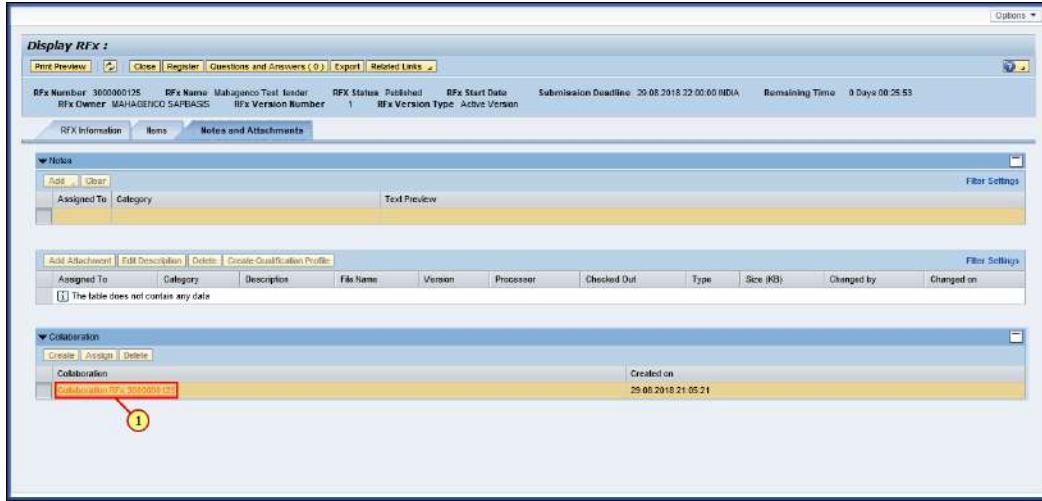 Options
Display RFx :
Print Preview Close Register Questions and Answers ( 0 ) Export Related Links
RFx Number 3000000125 RFx Name Mahagenco Test tender RFX Status Published RFx Start Date Submission Deadline 29.08.2018 22:00:00 INDIA Remaining Time 0 Days 00:25:53
RFx Owner MAHAGENCO SAPBASIS RFx Version Number 1 RFx Version Type Active Version
RFX Information Items Notes and Attachments
Notes
Add Clear Filter Settings
Assigned To Category Text Preview
Add Attachment Edit Description Delete Create Qualification Profile Filter Settings
Assigned To Category Description File Name Version Processor Checked Out Type Size (KB) Changed by Changed on
The table does not contain any data
Collaboration
Create Assign Delete
Collaboration Created on
Collaboration RFx 3000000125 29.08.2018 21:05:21
1